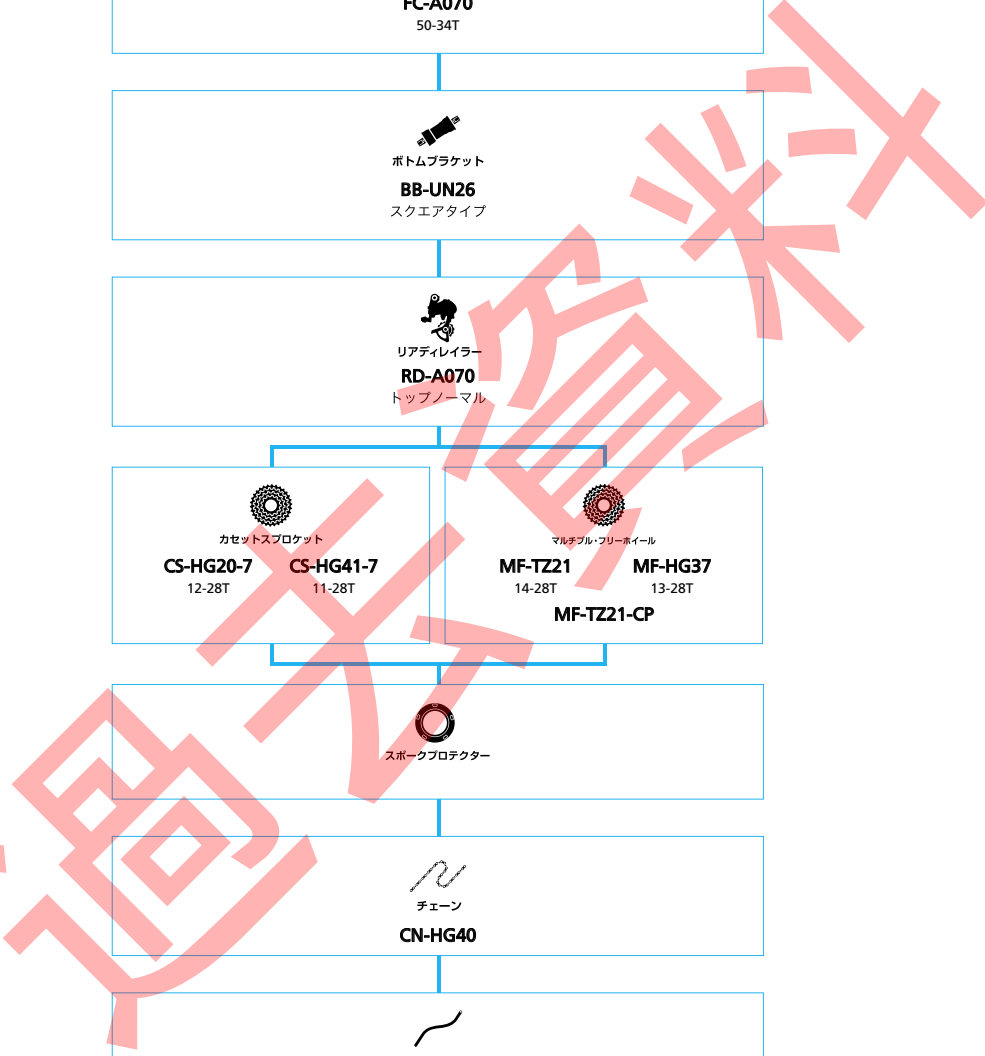 FC-A070
50-34T
ボトムブラケット
BB-UN26
スクエアタイプ
リアディレイラー
RD-A070
トップノーマル
カセットスプロケット
CS-HG20-7 CS-HG41-7
12-28T 11-28T
マルチプル・フリーホイール
MF-TZ21 MF-HG37
14-28T 13-28T
MF-TZ21-CP
スポークプロテクター
チェーン
CN-HG40
過去資料